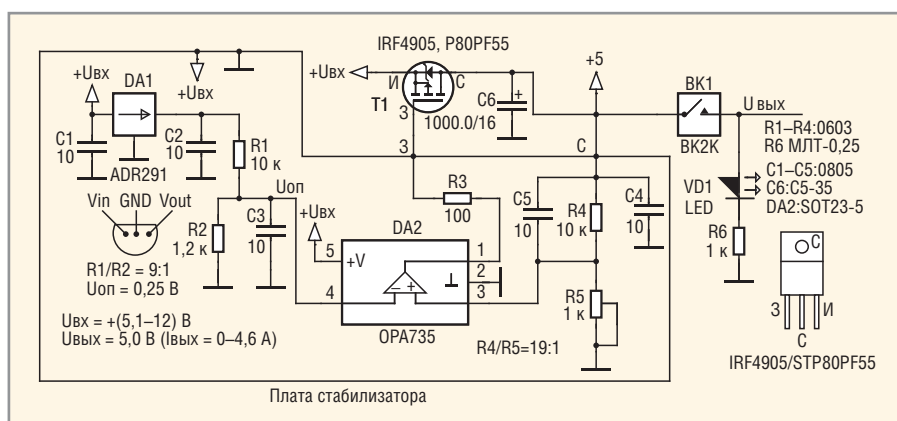 IRF4905, P80PF55
+Uвх
DA1
+Uвх
+Uвх
И
С
T1
З
C6
+
1000.0/16
+5
BK1
BK2K
U вых
R1–R4:0603
R6 МЛТ-0,25
C1–C5:0805
C6:C5-35
DA2:SOT23-5
C1
10
C2
10
ADR291
R1
10 к
З
С
R3
100
C5
10
R4
10 к
C4
10
VD1
LED
R6
1 к
Vin GND Vout
Uоп
R2
1,2 к
C3
10
+Uвх
DA2
5
+V
1
2
4
3
– +
OPA735
R5
1 к
R4/R5=19:1
R1/R2 = 9:1
Uоп = 0,25 В
Uвх = +(5,1–12) В
Uвых = 5,0 В (Iвых = 0–4,6 А)
С
З
И
С
IRF4905/STP80PF55
Плата стабилизатора